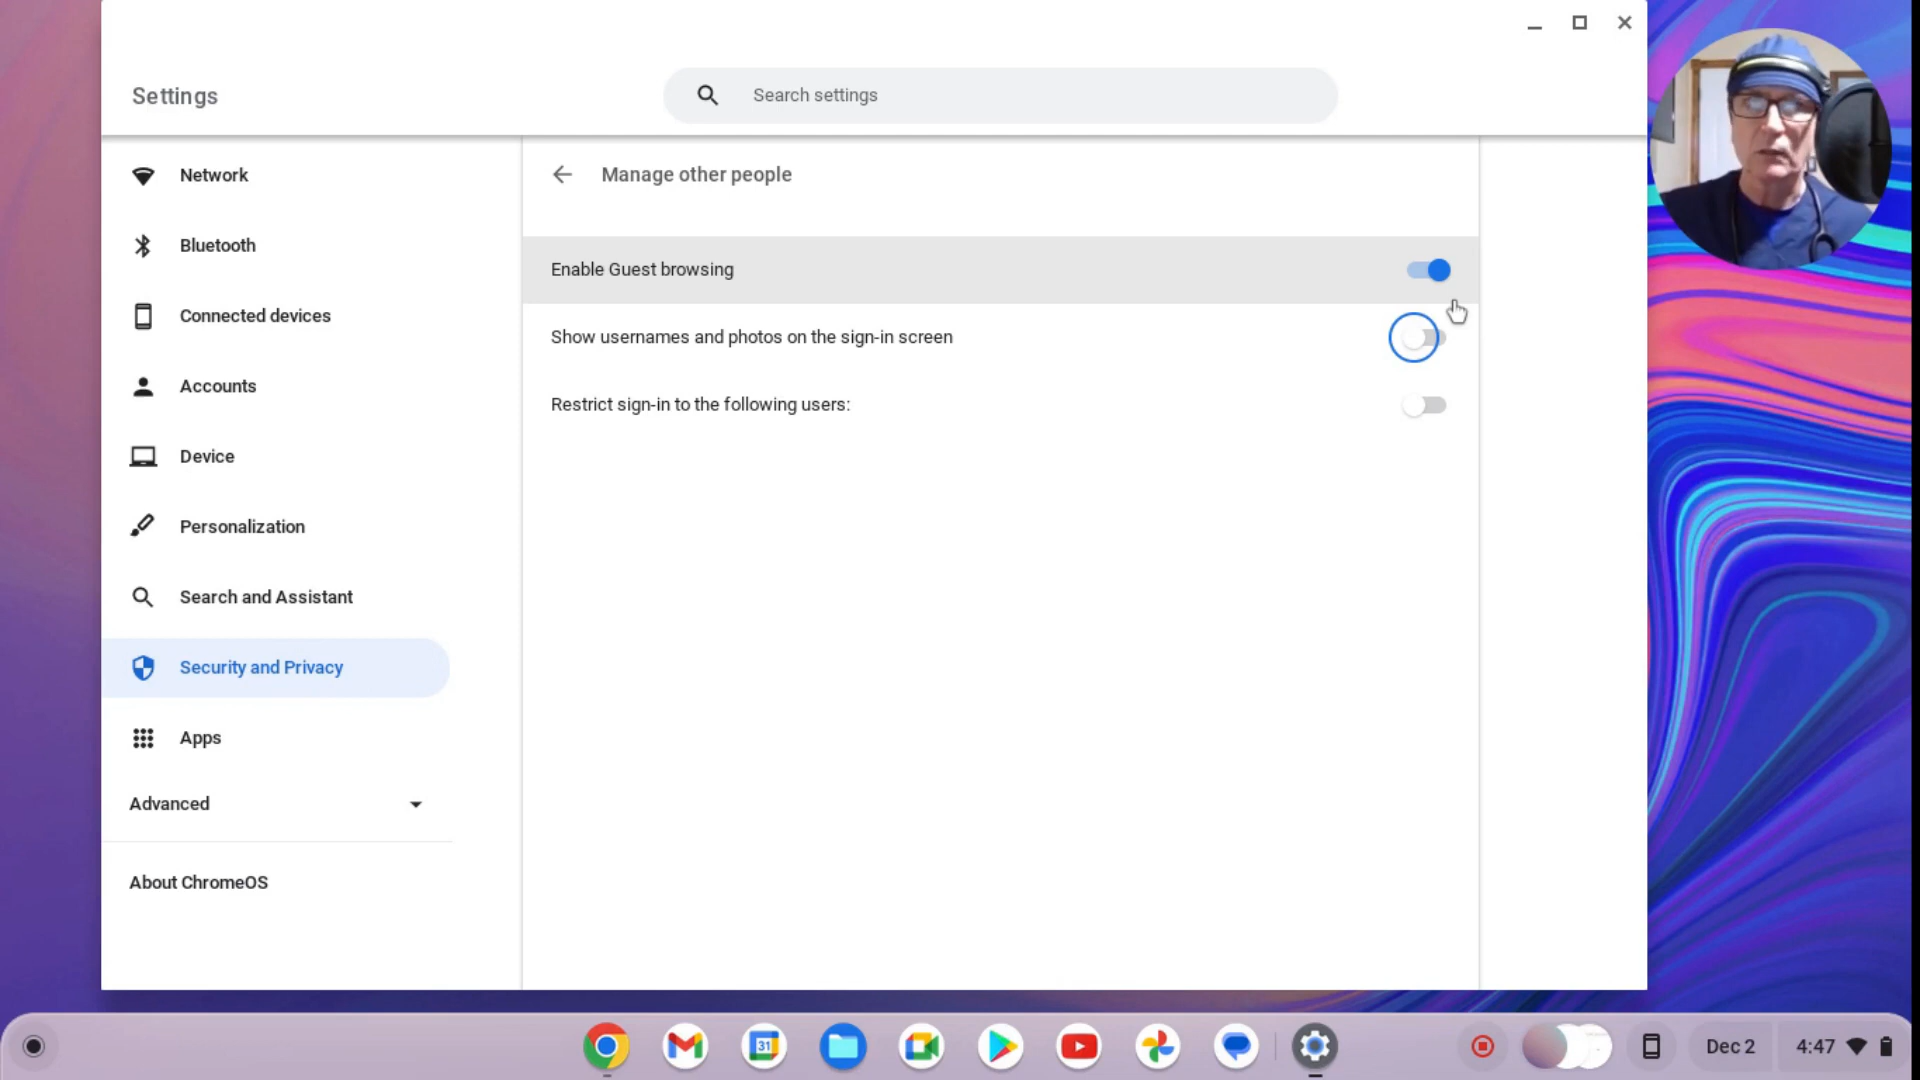 Settings
Search settings
Network
Bluetooth
Connected devices
Accounts
Device
Personalization
Search and Assistant
Security and Privacy
Apps
Advanced
About ChromeOS
Manage other people
Enable Guest browsing
Show usernames and photos on the sign-in screen
Restrict sign-in to the following users:
31
Dec 2
4:47